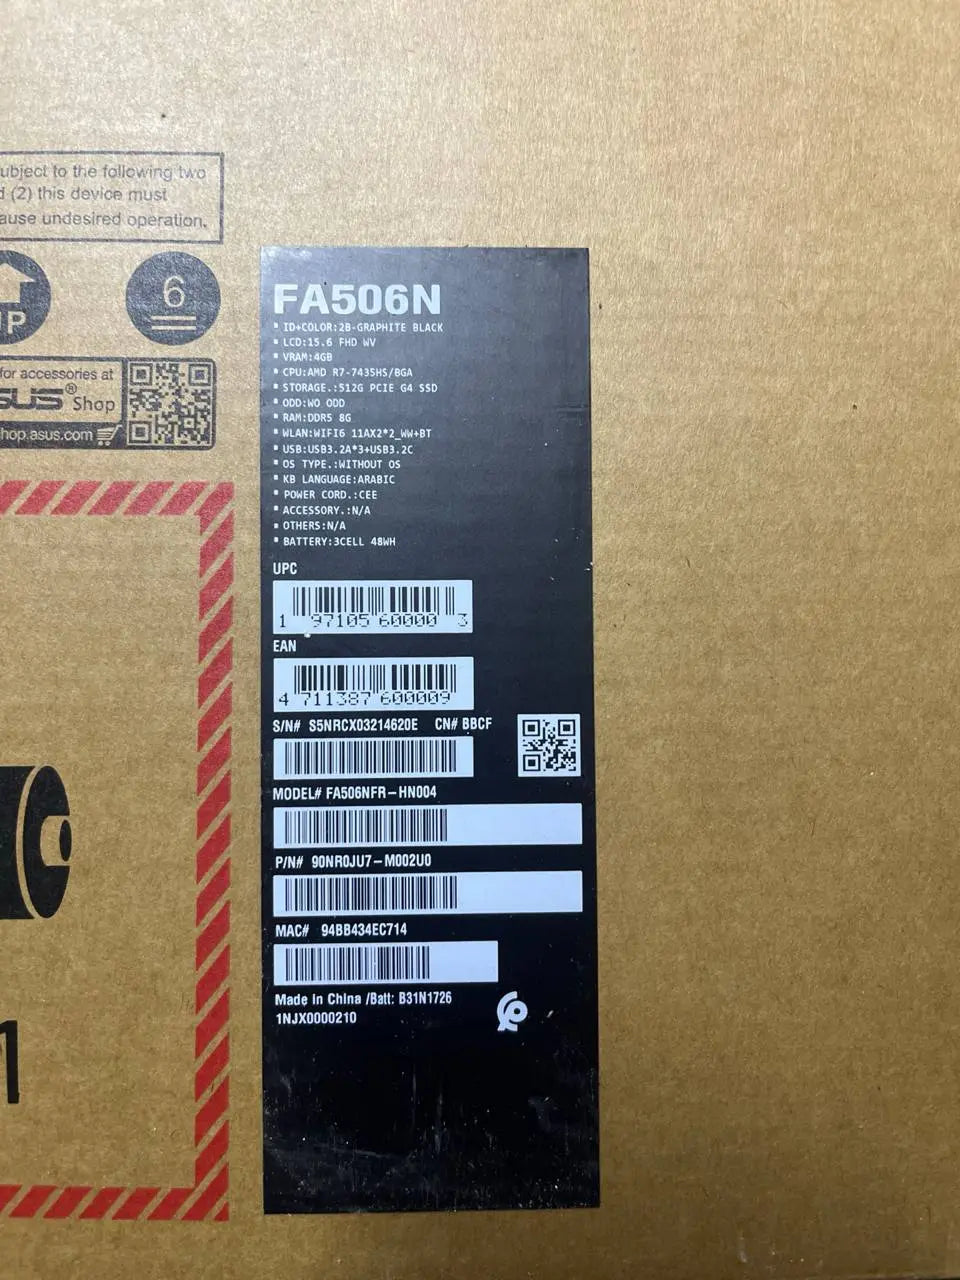 ubject to the following two
(2) this device must
ause undesired operation.
UP
6
for accessories at
ASUS® Shop
hop.asus.com
1
FA506N
ID+COLOR:2B-GRAPHITE BLACK
LCD:15.6 FHD WV
VRAM:4GB
CPU:AMD R7-7435HS/BGA
STORAGE.:512G PCIE G4 SSD
ODD:WO ODD
RAM:DDR5 8G
WLAN:WIFI6 11AX2*2_WW+BT
USB:USB3.2A*3+USB3.2C
OS TYPE.:WITHOUT OS
KB LANGUAGE:ARABIC
POWER CORD.:CEE
ACCESSORY.:N/A
OTHERS:N/A
BATTERY:3CELL 48WH
UPC
1 97105 60000 3
EAN
4 711387 600009
S/N# S5NRCX03214620E CN# BBCF
MODEL# FA506NFR-HN004
P/N# 90NR0JU7-M002U0
MAC# 94BB434EC714
Made In China /Batt: B31N1726
1NJX0000210